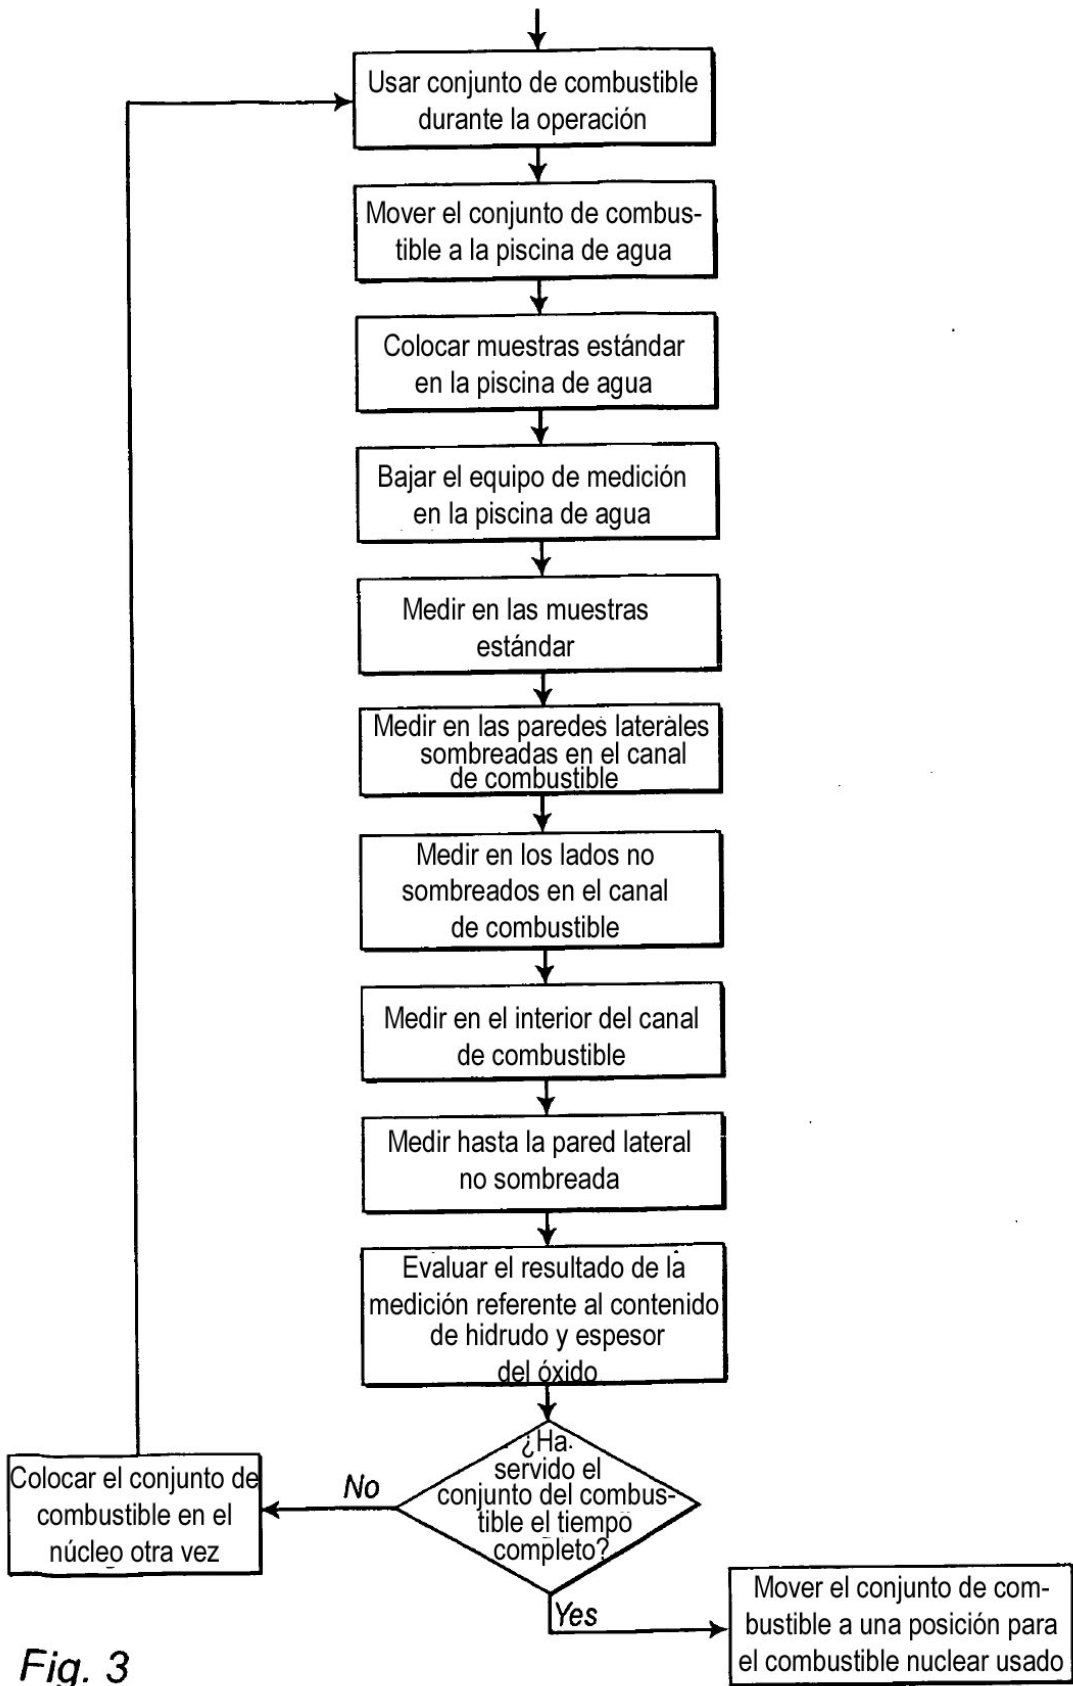 Usar conjunto de combustible
durante la operación
Mover el conjunto de combus-
tible a la piscina de agua
Colocar muestras estándar
en la piscina de agua
Bajar el equipo de medición
en la piscina de agua
Medir en las muestras
estándar
Medir en las paredes laterales
sombreadas en el canal
de combustible
Medir en los lados no
sombreados en el canal
de combustible
Medir en el interior del canal
de combustible
Medir hasta la pared lateral
no sombreada
Evaluar el resultado de la
medición referente al contenido
de hidrudo y espesor
del óxido
¿Ha
servido el
conjunto del combus-
tible el tiempo
completo?
No
Colocar el conjunto de
combustible en el
núcleo otra vez
Yes
Mover el conjunto de com-
bustible a una posición para
el combustible nuclear usado
Fig. 3